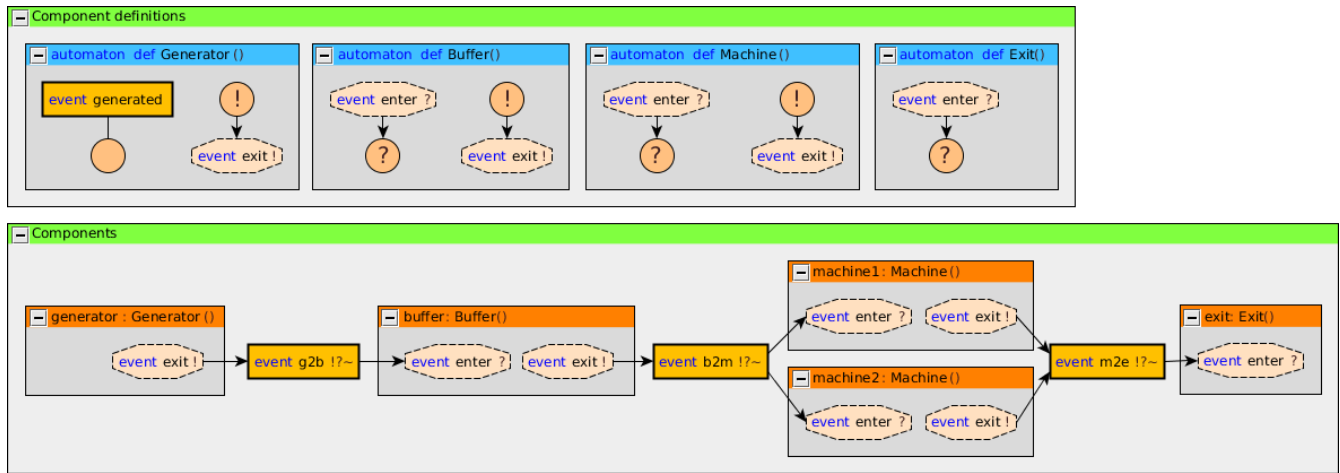 Component definitions
automaton def Generator()
event generated
!
event exit !
automaton def Buffer()
event enter ?
?
!
event exit !
automaton def Machine()
event enter ?
?
!
event exit !
automaton def Exit()
event enter ?
?
Components
generator : Generator()
event exit !
event g2b !?~
buffer: Buffer()
event enter ?
event exit !
event b2m !?~
machine1: Machine()
event enter ?
event exit !
machine2: Machine()
event enter ?
event exit !
event m2e !?~
exit: Exit()
event enter ?